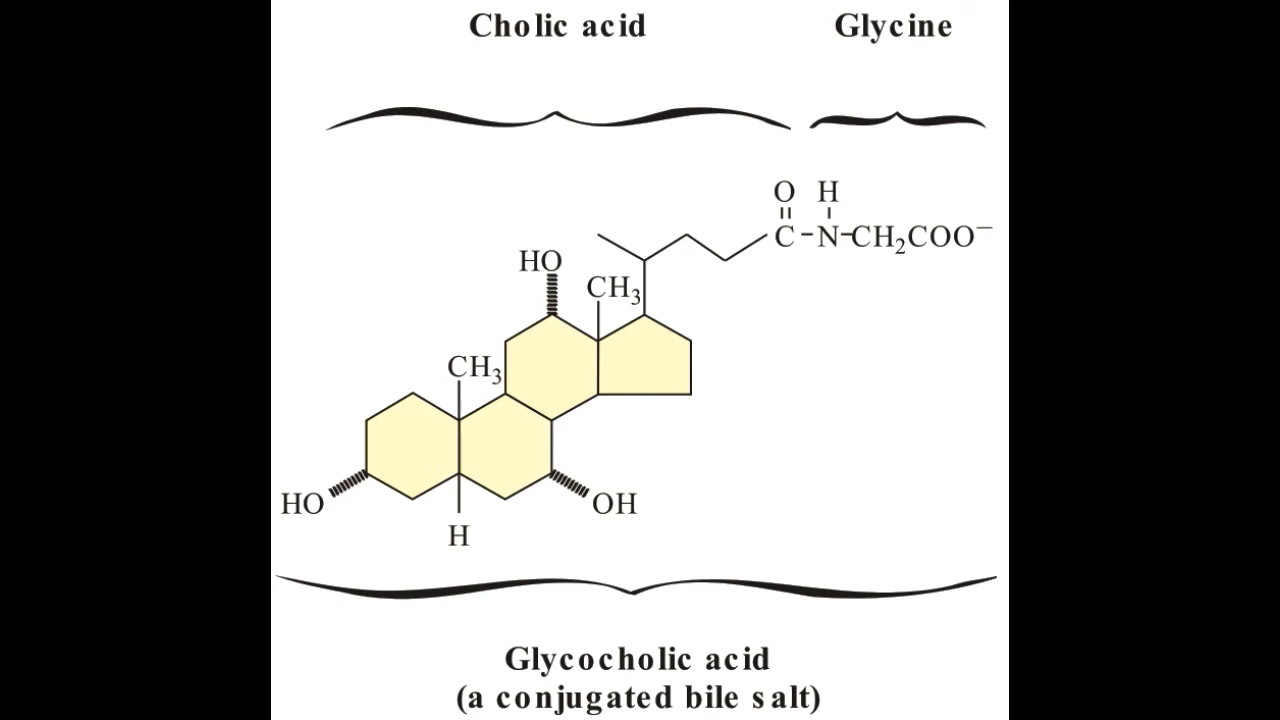 Cholic acid
Glycine
O H
C-N-CH₂COO⁻
HO
CH₃
CH₃
HO
OH
H
Glycocholic acid
(a conjugated bile salt)